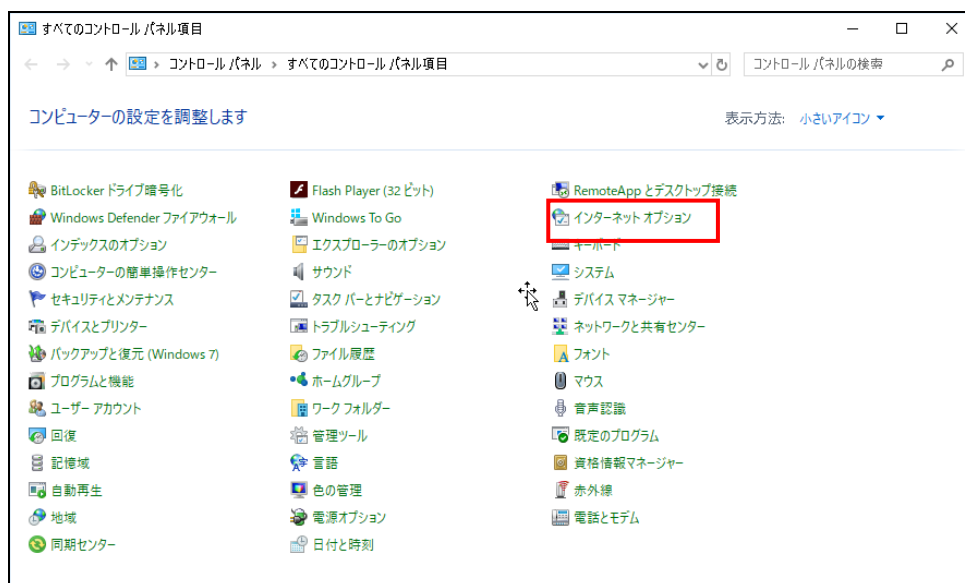 すべてのコントロール パネル項目
コントロール パネル › すべてのコントロール パネル項目
コントロール パネルの検索
コンピューターの設定を調整します
表示方法: 小さいアイコン
BitLocker ドライブ暗号化
Flash Player (32 ビット)
RemoteApp とデスクトップ接続
Windows Defender ファイアウォール
Windows To Go
インターネット オプション
インデックスのオプション
エクスプローラーのオプション
キーボード
コンピューターの簡単操作センター
サウンド
システム
セキュリティとメンテナンス
タスク バーとナビゲーション
デバイス マネージャー
デバイスとプリンター
トラブルシューティング
ネットワークと共有センター
バックアップと復元 (Windows 7)
ファイル履歴
フォント
プログラムと機能
ホームグループ
マウス
ユーザー アカウント
ワーク フォルダー
音声認識
回復
管理ツール
既定のプログラム
記憶域
言語
資格情報マネージャー
自動再生
色の管理
赤外線
地域
電源オプション
電話とモデム
同期センター
日付と時刻